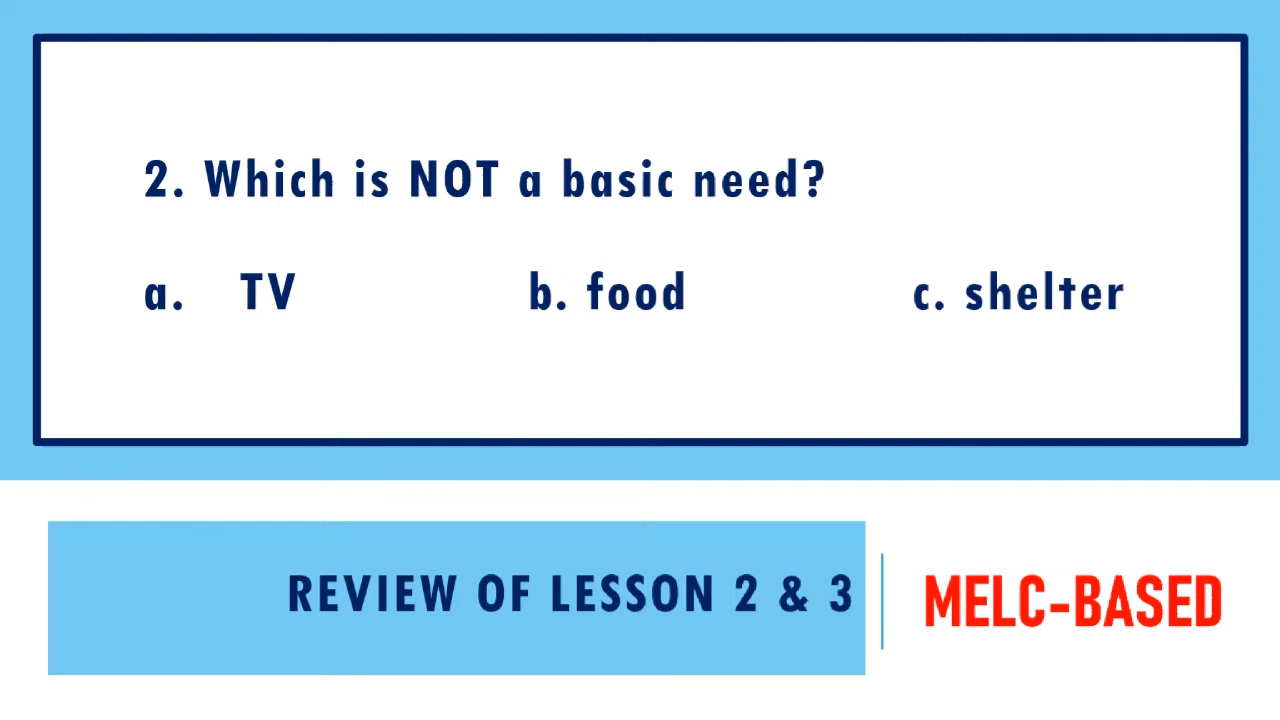 2. Which is NOT a basic need?
a. TV b. food c. shelter
REVIEW OF LESSON 2 & 3
MELC-BASED